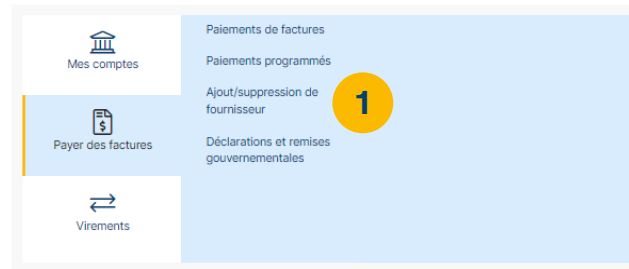 Mes comptes
Payer des factures
Virements
Paiements de factures
Paiements programmés
Ajout/suppression de
fournisseur
1
Déclarations et remises
gouvernementales